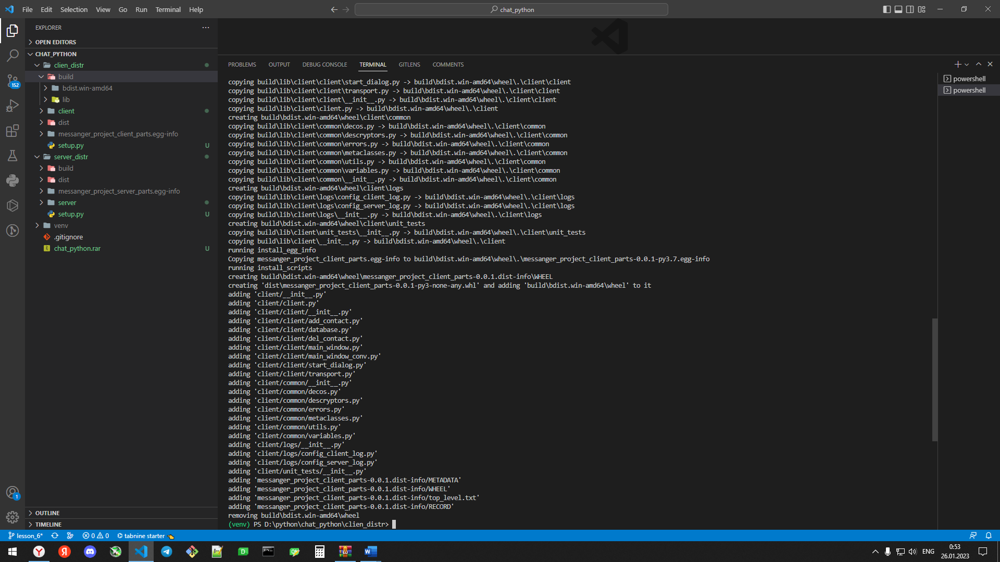 File Edit Selection View Go Run Terminal Help
chat_python
EXPLORER
OPEN EDITORS
CHAT_PYTHON
clien_distr
build
bdist.win-amd64
lib
client
dist
messanger_project_client_parts.egg-info
setup.py U
server_distr
build
dist
messanger_project_server_parts.egg-info
server
setup.py U
venv
.gitignore
chat_python.rar U
OUTLINE
TIMELINE
152
1
PROBLEMS OUTPUT DEBUG CONSOLE TERMINAL GITLENS COMMENTS
powershell
powershell
copying build\lib\client\client\start_dialog.py -> build\bdist.win-amd64\wheel\.\client\client
copying build\lib\client\client\transport.py -> build\bdist.win-amd64\wheel\.\client\client
copying build\lib\client\client\__init__.py -> build\bdist.win-amd64\wheel\.\client\client
copying build\lib\client\client.py -> build\bdist.win-amd64\wheel\.\client
creating build\bdist.win-amd64\wheel\client\common
copying build\lib\client\common\decos.py -> build\bdist.win-amd64\wheel\.\client\common
copying build\lib\client\common\descryptors.py -> build\bdist.win-amd64\wheel\.\client\common
copying build\lib\client\common\errors.py -> build\bdist.win-amd64\wheel\.\client\common
copying build\lib\client\common\metaclasses.py -> build\bdist.win-amd64\wheel\.\client\common
copying build\lib\client\common\utils.py -> build\bdist.win-amd64\wheel\.\client\common
copying build\lib\client\common\variables.py -> build\bdist.win-amd64\wheel\.\client\common
copying build\lib\client\common\__init__.py -> build\bdist.win-amd64\wheel\.\client\common
creating build\bdist.win-amd64\wheel\client\logs
copying build\lib\client\logs\config_client_log.py -> build\bdist.win-amd64\wheel\.\client\logs
copying build\lib\client\logs\config_server_log.py -> build\bdist.win-amd64\wheel\.\client\logs
copying build\lib\client\logs\__init__.py -> build\bdist.win-amd64\wheel\.\client\logs
creating build\bdist.win-amd64\wheel\client\unit_tests
copying build\lib\client\unit_tests\__init__.py -> build\bdist.win-amd64\wheel\.\client\unit_tests
copying build\lib\client\__init__.py -> build\bdist.win-amd64\wheel\.\client
running install_egg_info
Copying messanger_project_client_parts.egg-info to build\bdist.win-amd64\wheel\.\messanger_project_client_parts-0.0.1-py3.7.egg-info
running install_scripts
creating build\bdist.win-amd64\wheel\messanger_project_client_parts-0.0.1.dist-info\WHEEL
creating 'dist\messanger_project_client_parts-0.0.1-py3-none-any.whl' and adding 'build\bdist.win-amd64\wheel' to it
adding 'client/__init__.py'
adding 'client/client.py'
adding 'client/client/__init__.py'
adding 'client/client/add_contact.py'
adding 'client/client/database.py'
adding 'client/client/del_contact.py'
adding 'client/client/main_window.py'
adding 'client/client/main_window_conv.py'
adding 'client/client/start_dialog.py'
adding 'client/client/transport.py'
adding 'client/common/__init__.py'
adding 'client/common/decos.py'
adding 'client/common/descryptors.py'
adding 'client/common/errors.py'
adding 'client/common/metaclasses.py'
adding 'client/common/utils.py'
adding 'client/common/variables.py'
adding 'client/logs/__init__.py'
adding 'client/logs/config_client_log.py'
adding 'client/logs/config_server_log.py'
adding 'client/unit_tests/__init__.py'
adding 'messanger_project_client_parts-0.0.1.dist-info/METADATA'
adding 'messanger_project_client_parts-0.0.1.dist-info/WHEEL'
adding 'messanger_project_client_parts-0.0.1.dist-info/top_level.txt'
adding 'messanger_project_client_parts-0.0.1.dist-info/RECORD'
removing build\bdist.win-amd64\wheel
(venv) PS D:\python\chat_python\clien_distr>
lesson_6* 0 0 tabnine starter
ENG
0:53
26.01.2023